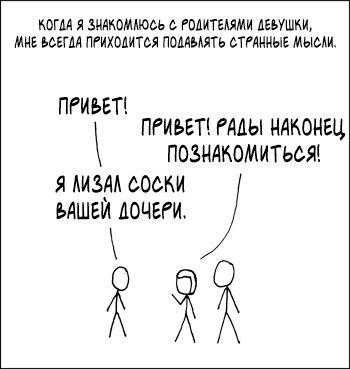 КОГДА Я ЗНАКОМЛЮСЬ С РОДИТЕЛЯМИ ДЕВУШКИ,
МНЕ ВСЕГДА ПРИХОДИТСЯ ПОДАВЛЯТЬ СТРАННЫЕ МЫСЛИ.
ПРИВЕТ!
ПРИВЕТ! РАДЫ НАКОНЕЦ
ПОЗНАКОМИТЬСЯ!
Я ЛИЗАЛ СОСКИ
ВАШЕЙ ДОЧЕРИ.